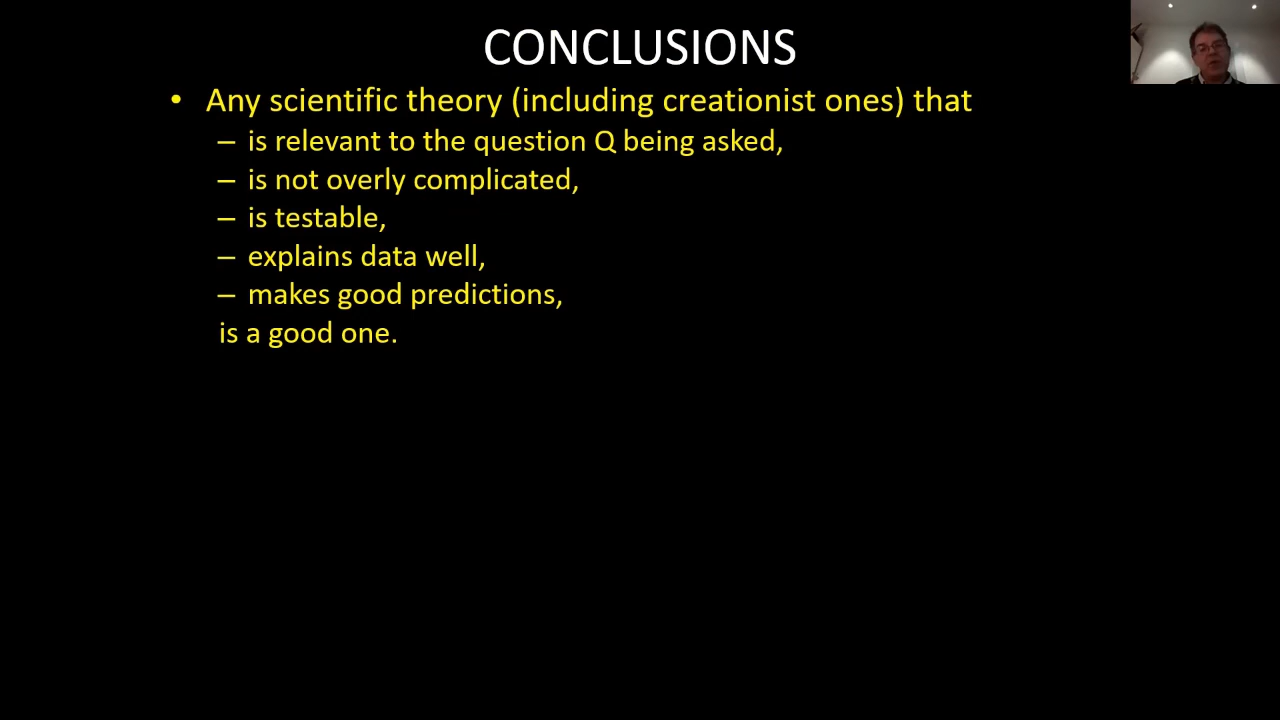 CONCLUSIONS
• Any scientific theory (including creationist ones) that
– is relevant to the question Q being asked,
– is not overly complicated,
– is testable,
– explains data well,
– makes good predictions,
is a good one.